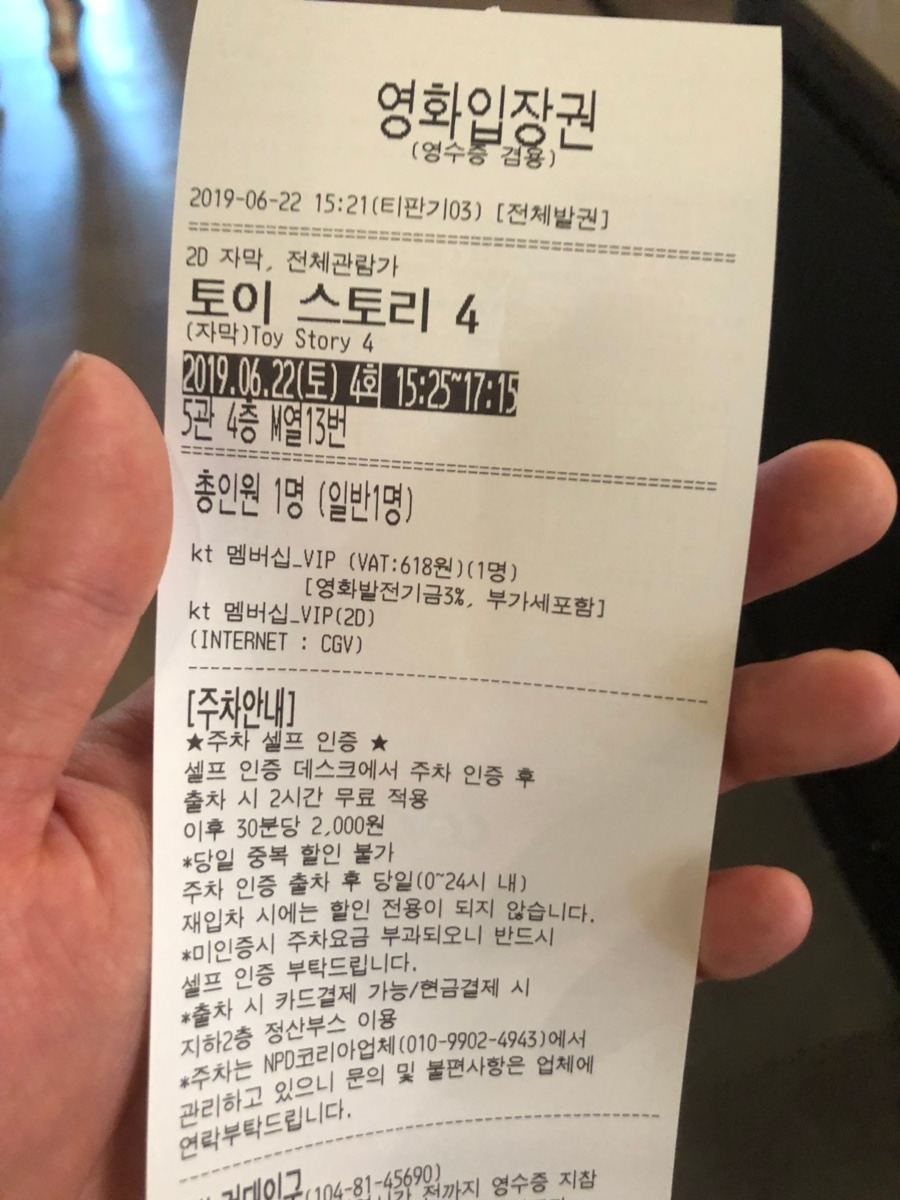 영화입장권
(영수증 겸용)
2019-06-22 15:21(티판기03) [전체발권]
2D 자막, 전체관람가
토이 스토리 4
(자막)Toy Story 4
2019.06.22(토) 4회 15:25~17:15
5관 4층 M열13번
총인원 1명 (일반1명)
kt 멤버십_VIP (VAT:618원)(1명)
[영화발전기금3%, 부가세포함]
kt 멤버십_VIP(2D)
(INTERNET : CGV)
[주차안내]
★주차 셀프 인증 ★
셀프 인증 데스크에서 주차 인증 후
출차 시 2시간 무료 적용
이후 30분당 2,000원
*당일 중복 할인 불가
주차 인증 출차 후 당일(0~24시 내)
재입차 시에는 할인 전용이 되지 않습니다.
*미인증시 주차요금 부과되오니 반드시
셀프 인증 부탁드립니다.
*출차 시 카드결제 가능/현금결제 시
지하2층 정산부스 이용
*주차는 NPD코리아업체(010-9902-4943)에서
관리하고 있으니 문의 및 불편사항은 업체에
연락부탁드립니다.
(104-81-45690)
전까지 영수증 지참